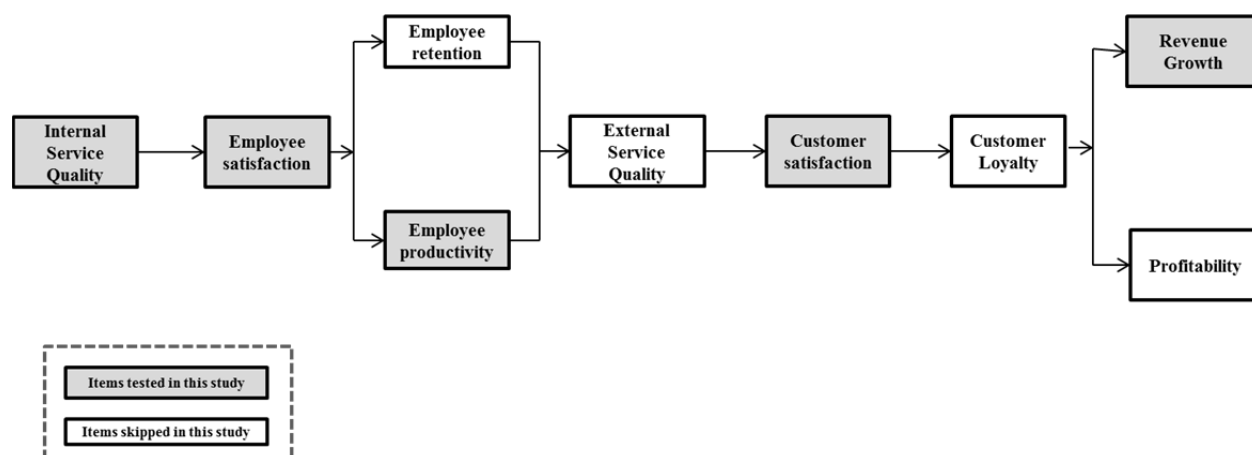 Internal
Service
Quality
Employee
satisfaction
Employee
retention
Employee
productivity
External
Service
Quality
Customer
satisfaction
Customer
Loyalty
Revenue
Growth
Profitability
Items tested in this study
Items skipped in this study